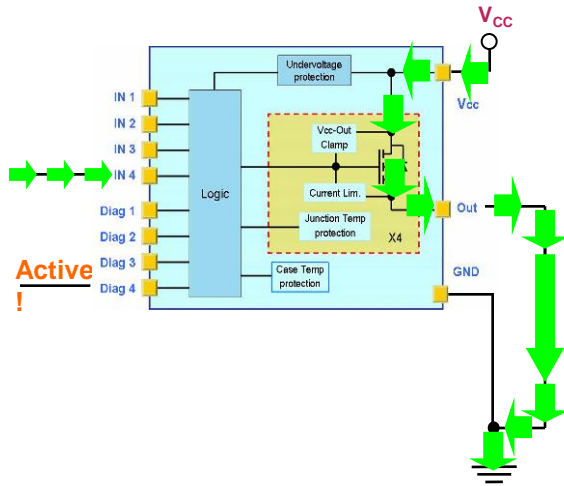 VCC
Undervoltage
protection
Vcc
IN 1
IN 2
IN 3
IN 4
Diag 1
Diag 2
Diag 3
Diag 4
Logic
Vcc-Out
Clamp
Current Lim.
Junction Temp
protection
X4
Case Temp
protection
Out
GND
Active
!